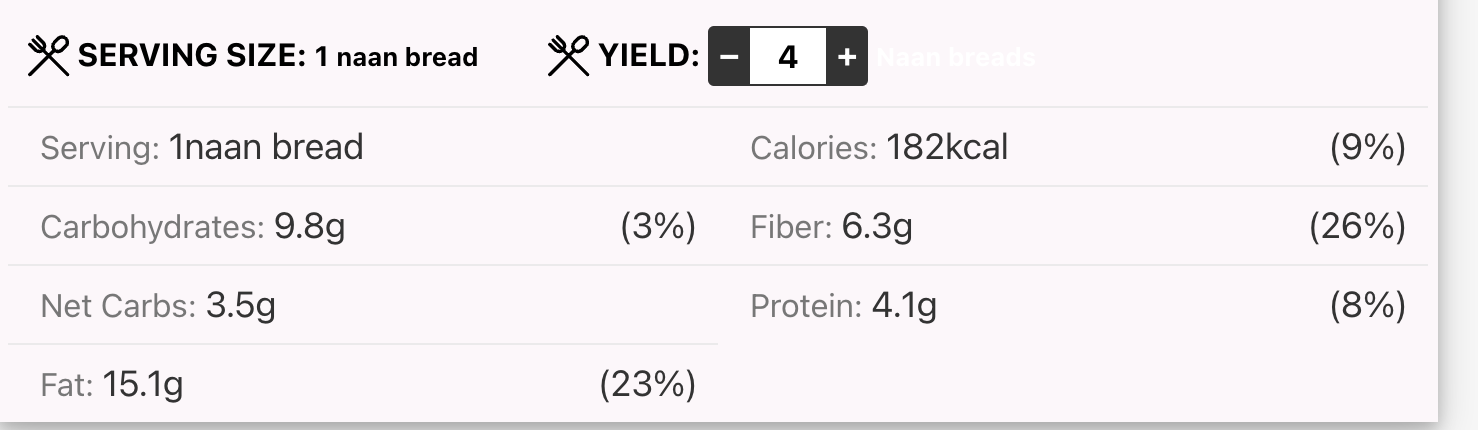 SERVING SIZE: 1 naan bread YIELD: − 4 + Naan breads
Serving: 1naan bread Calories: 182kcal (9%)
Carbohydrates: 9.8g (3%) Fiber: 6.3g (26%)
Net Carbs: 3.5g Protein: 4.1g (8%)
Fat: 15.1g (23%)